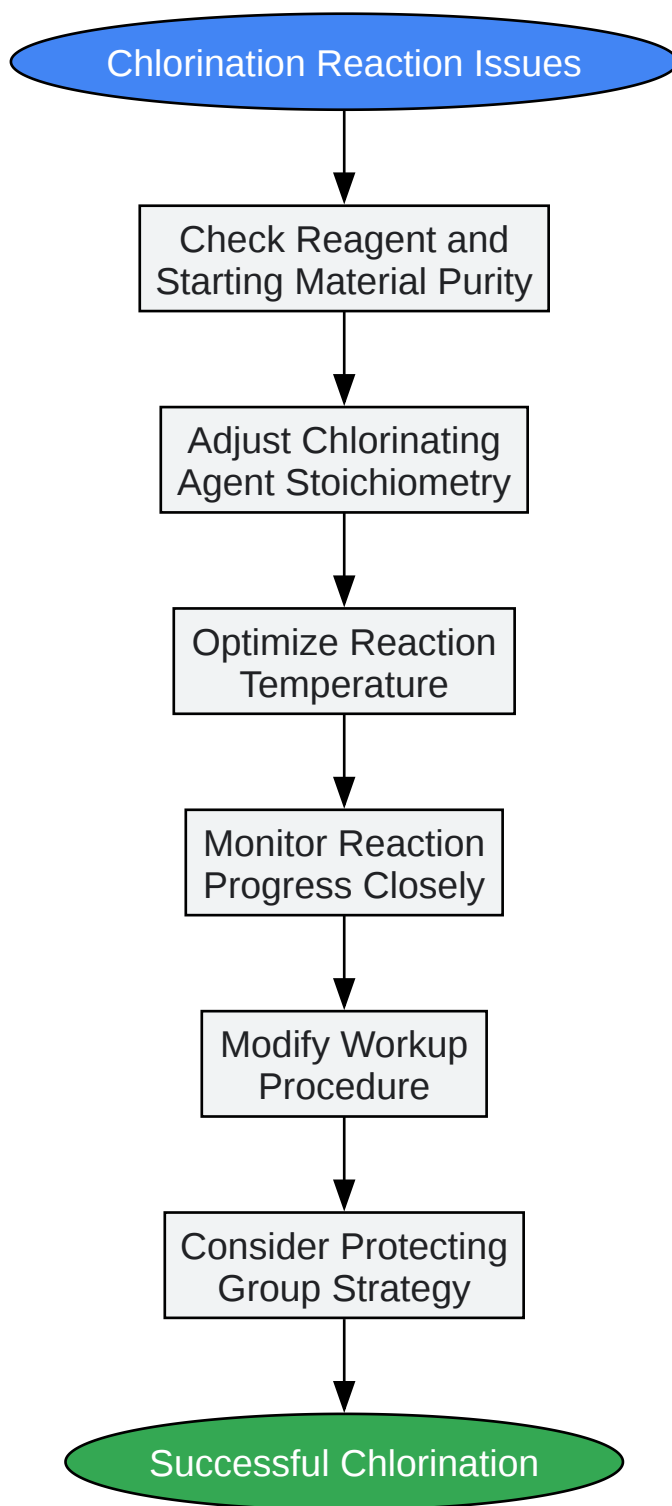 Chlorination Reaction Issues
Check Reagent and
Starting Material Purity
Adjust Chlorinating
Agent Stoichiometry
Optimize Reaction
Temperature
Monitor Reaction
Progress Closely
Modify Workup
Procedure
Consider Protecting
Group Strategy
Successful Chlorination